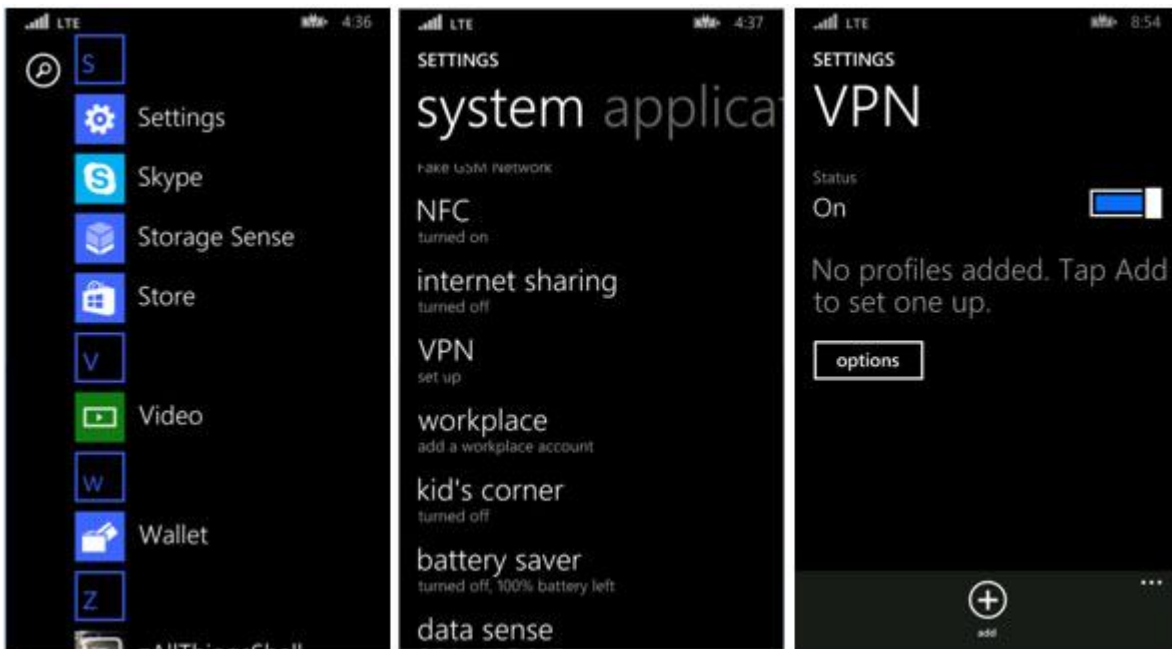 LTE 4:36
S
Settings
Skype
Storage Sense
Store
V
Video
W
Wallet
Z
LTE 4:37
SETTINGS
system applicat
Fake GSM Network
NFC
turned on
internet sharing
turned off
VPN
set up
workplace
add a workplace account
kid's corner
turned off
battery saver
turned off, 100% battery left
data sense
LTE 8:54
SETTINGS
VPN
Status
On
No profiles added. Tap Add
to set one up.
options
add